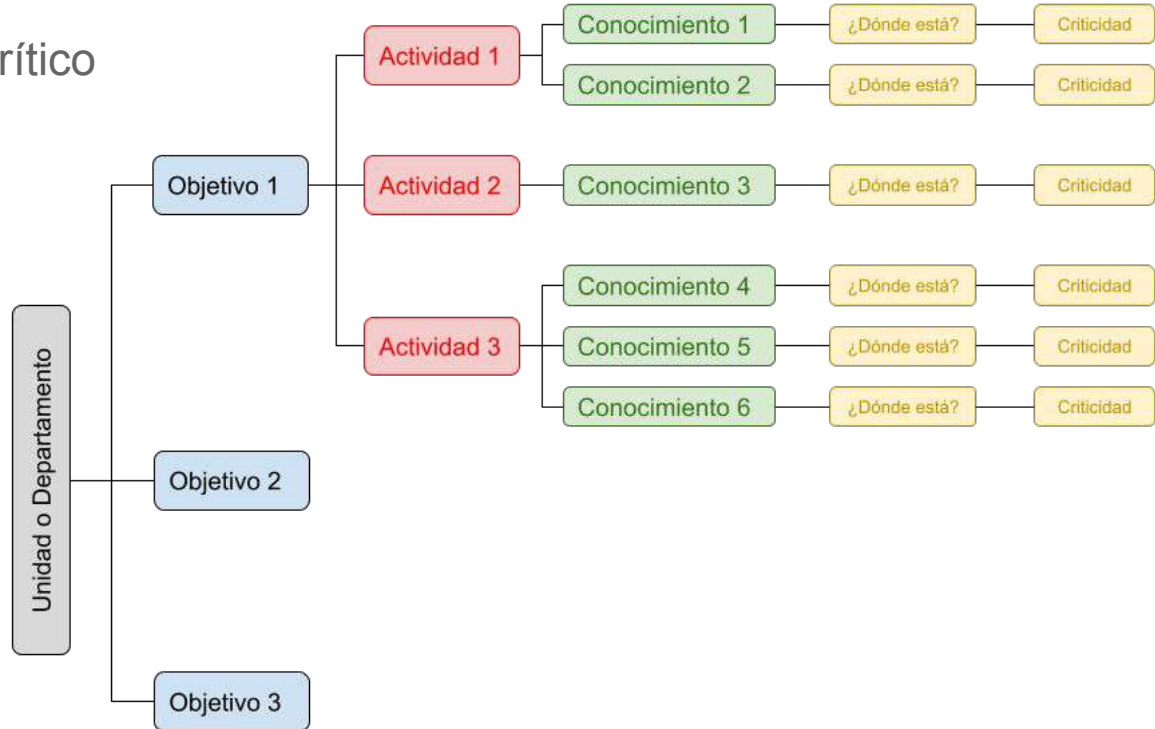 rítico
Conocimiento 1 ¿Dónde está? Criticidad
Actividad 1
Conocimiento 2 ¿Dónde está? Criticidad
Objetivo 1 Actividad 2 Conocimiento 3 ¿Dónde está? Criticidad
Conocimiento 4 ¿Dónde está? Criticidad
Actividad 3 Conocimiento 5 ¿Dónde está? Criticidad
Conocimiento 6 ¿Dónde está? Criticidad
Unidad o Departamento
Objetivo 2
Objetivo 3